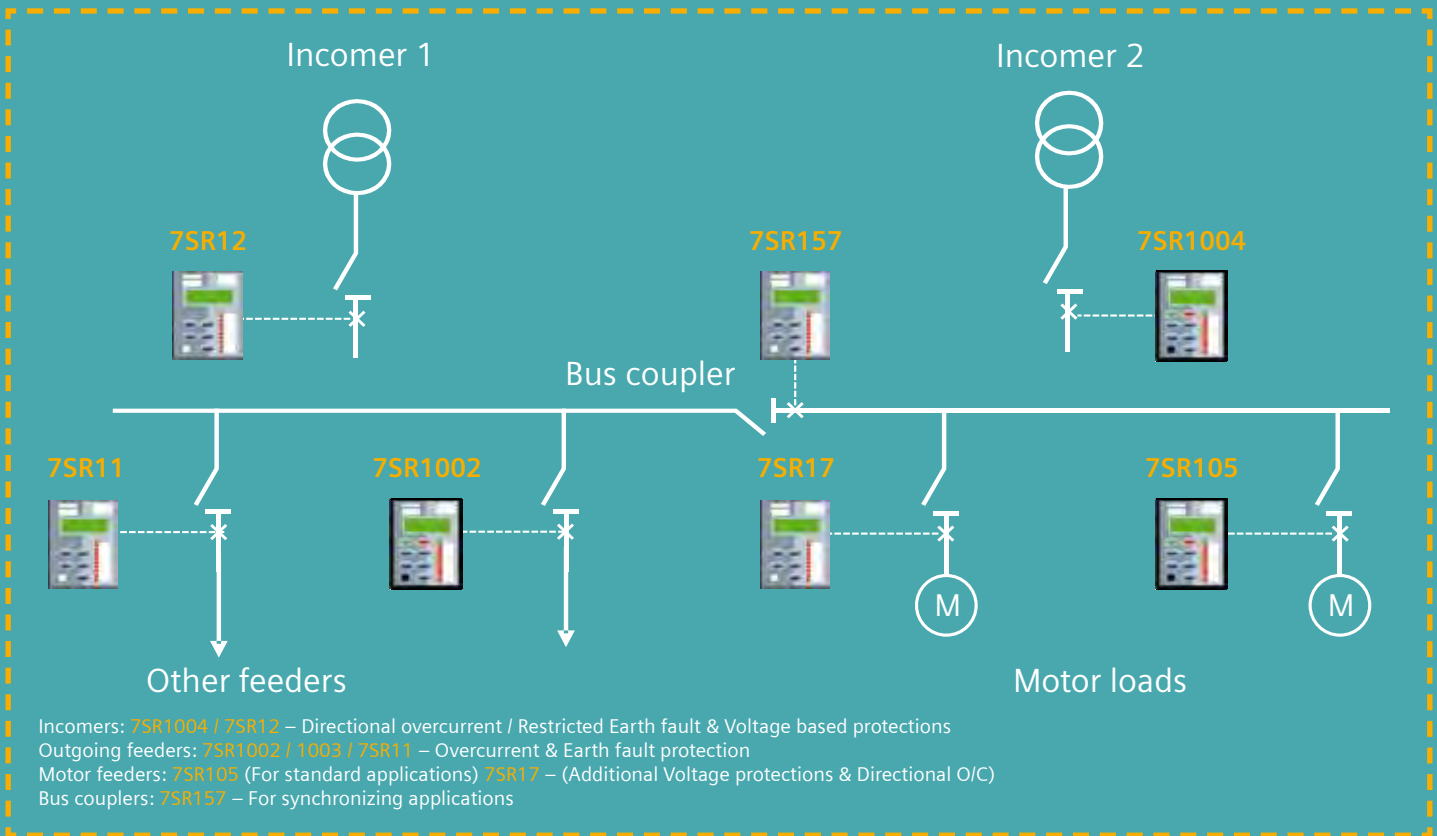 Incomer 1
Incomer 2
7SR12
7SR157
7SR1004
Bus coupler
7SR11
7SR1002
7SR17
7SR105
M
M
Other feeders
Motor loads
Incomers: 7SR1004 / 7SR12 – Directional overcurrent / Restricted Earth fault & Voltage based protections
Outgoing feeders: 7SR1002 / 1003 / 7SR11 – Overcurrent & Earth fault protection
Motor feeders: 7SR105 (For standard applications) 7SR17 – (Additional Voltage protections & Directional O/C)
Bus couplers: 7SR157 – For synchronizing applications